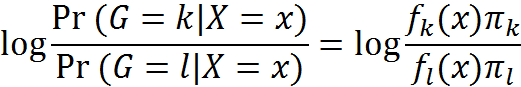 log Pr (G = k|X = x) / Pr (G = l|X = x) = log f_k(x)π_k / f_l(x)π_l